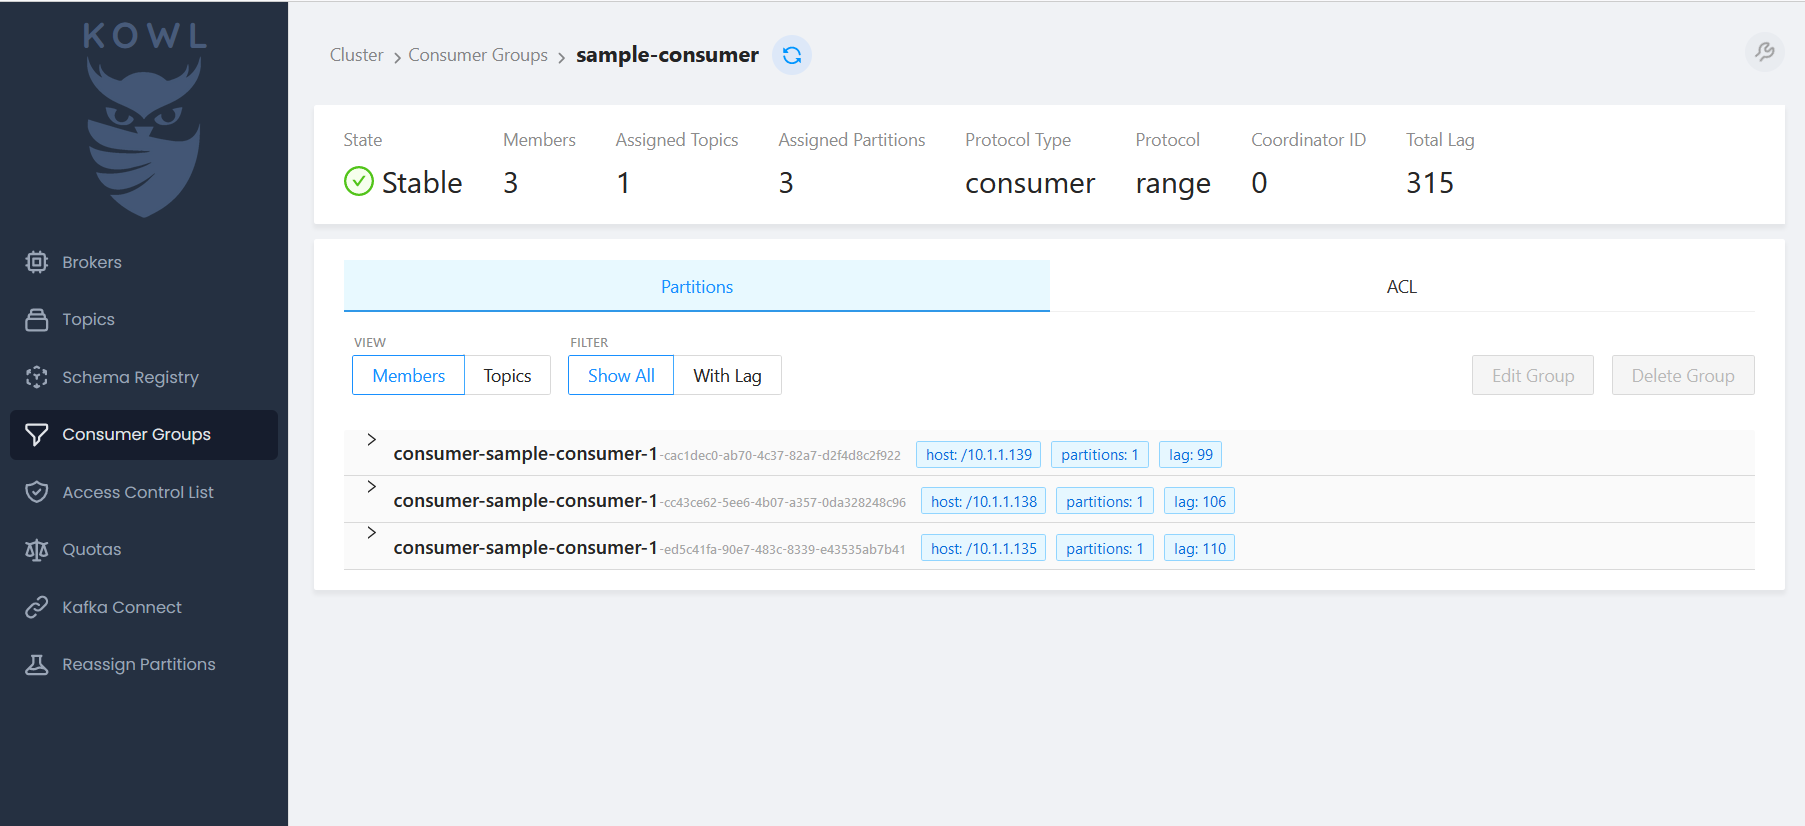 KOWL
Brokers
Topics
Schema Registry
Consumer Groups
Access Control List
Quotas
Kafka Connect
Reassign Partitions
Cluster > Consumer Groups > sample-consumer
State Members Assigned Topics Assigned Partitions Protocol Type Protocol Coordinator ID Total Lag
Stable 3 1 3 consumer range 0 315
Partitions ACL
VIEW FILTER
Members Topics Show All With Lag Edit Group Delete Group
consumer-sample-consumer-1-cac1dec0-ab70-4c37-82a7-d2f4d8c2f922 host: /10.1.1.139 partitions: 1 lag: 99
consumer-sample-consumer-1-cc43ce62-5ee6-4b07-a357-0da328248c96 host: /10.1.1.138 partitions: 1 lag: 106
consumer-sample-consumer-1-ed5c41fa-90e7-483c-8339-e43535ab7b41 host: /10.1.1.135 partitions: 1 lag: 110